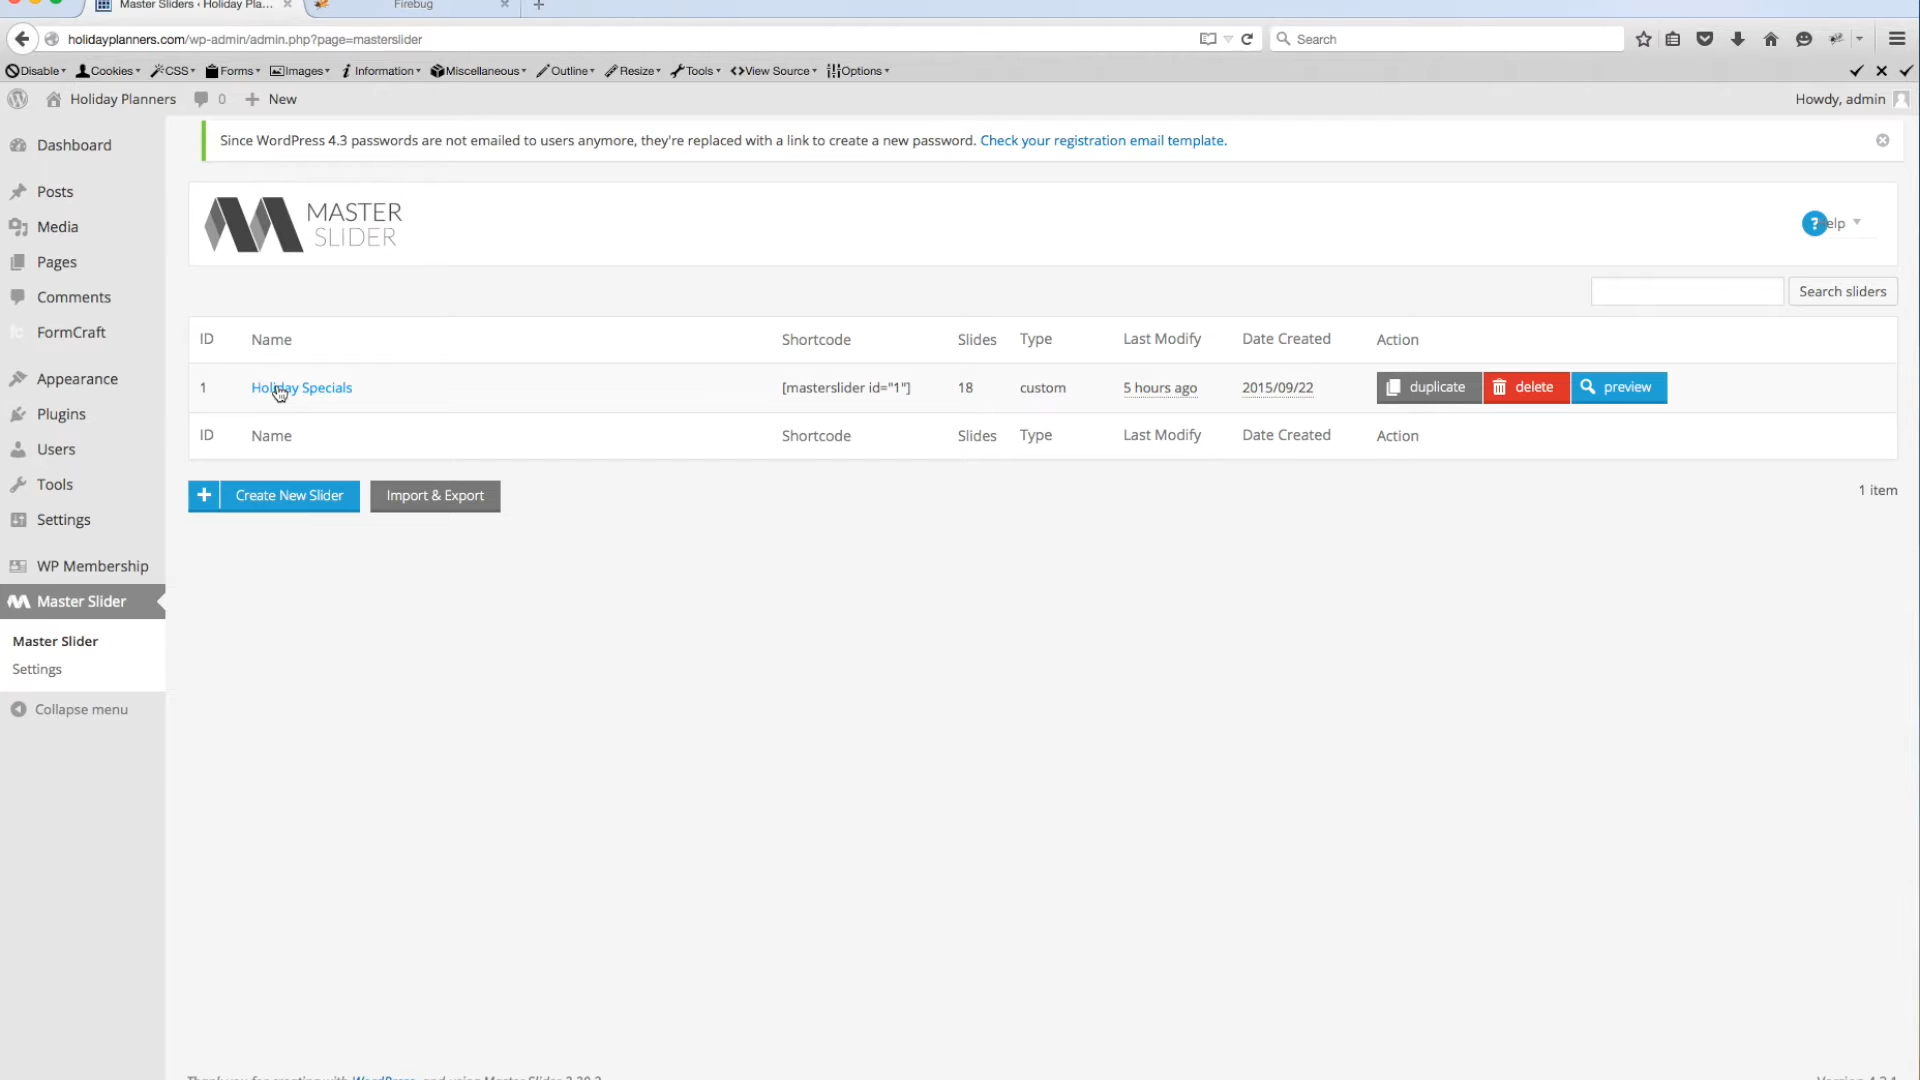 Master Sliders ‹ Holiday Pla...
Firebug
holidayplanners.com/wp-admin/admin.php?page=masterslider
Search
Disable
Cookies
CSS
Forms
Images
Information
Miscellaneous
Outline
Resize
Tools
View Source
Options
Holiday Planners
0
New
Howdy, admin
Since WordPress 4.3 passwords are not emailed to users anymore, they're replaced with a link to create a new password. Check your registration email template.
Dashboard
Posts
Media
Pages
Comments
FormCraft
Appearance
Plugins
Users
Tools
Settings
WP Membership
Master Slider
Master Slider
Settings
Collapse menu
MASTER
SLIDER
? elp
Search sliders
ID Name Shortcode Slides Type Last Modify Date Created Action
1 Holiday Specials [masterslider id="1"] 18 custom 5 hours ago 2015/09/22 duplicate delete preview
ID Name Shortcode Slides Type Last Modify Date Created Action
Create New Slider
Import & Export
1 item